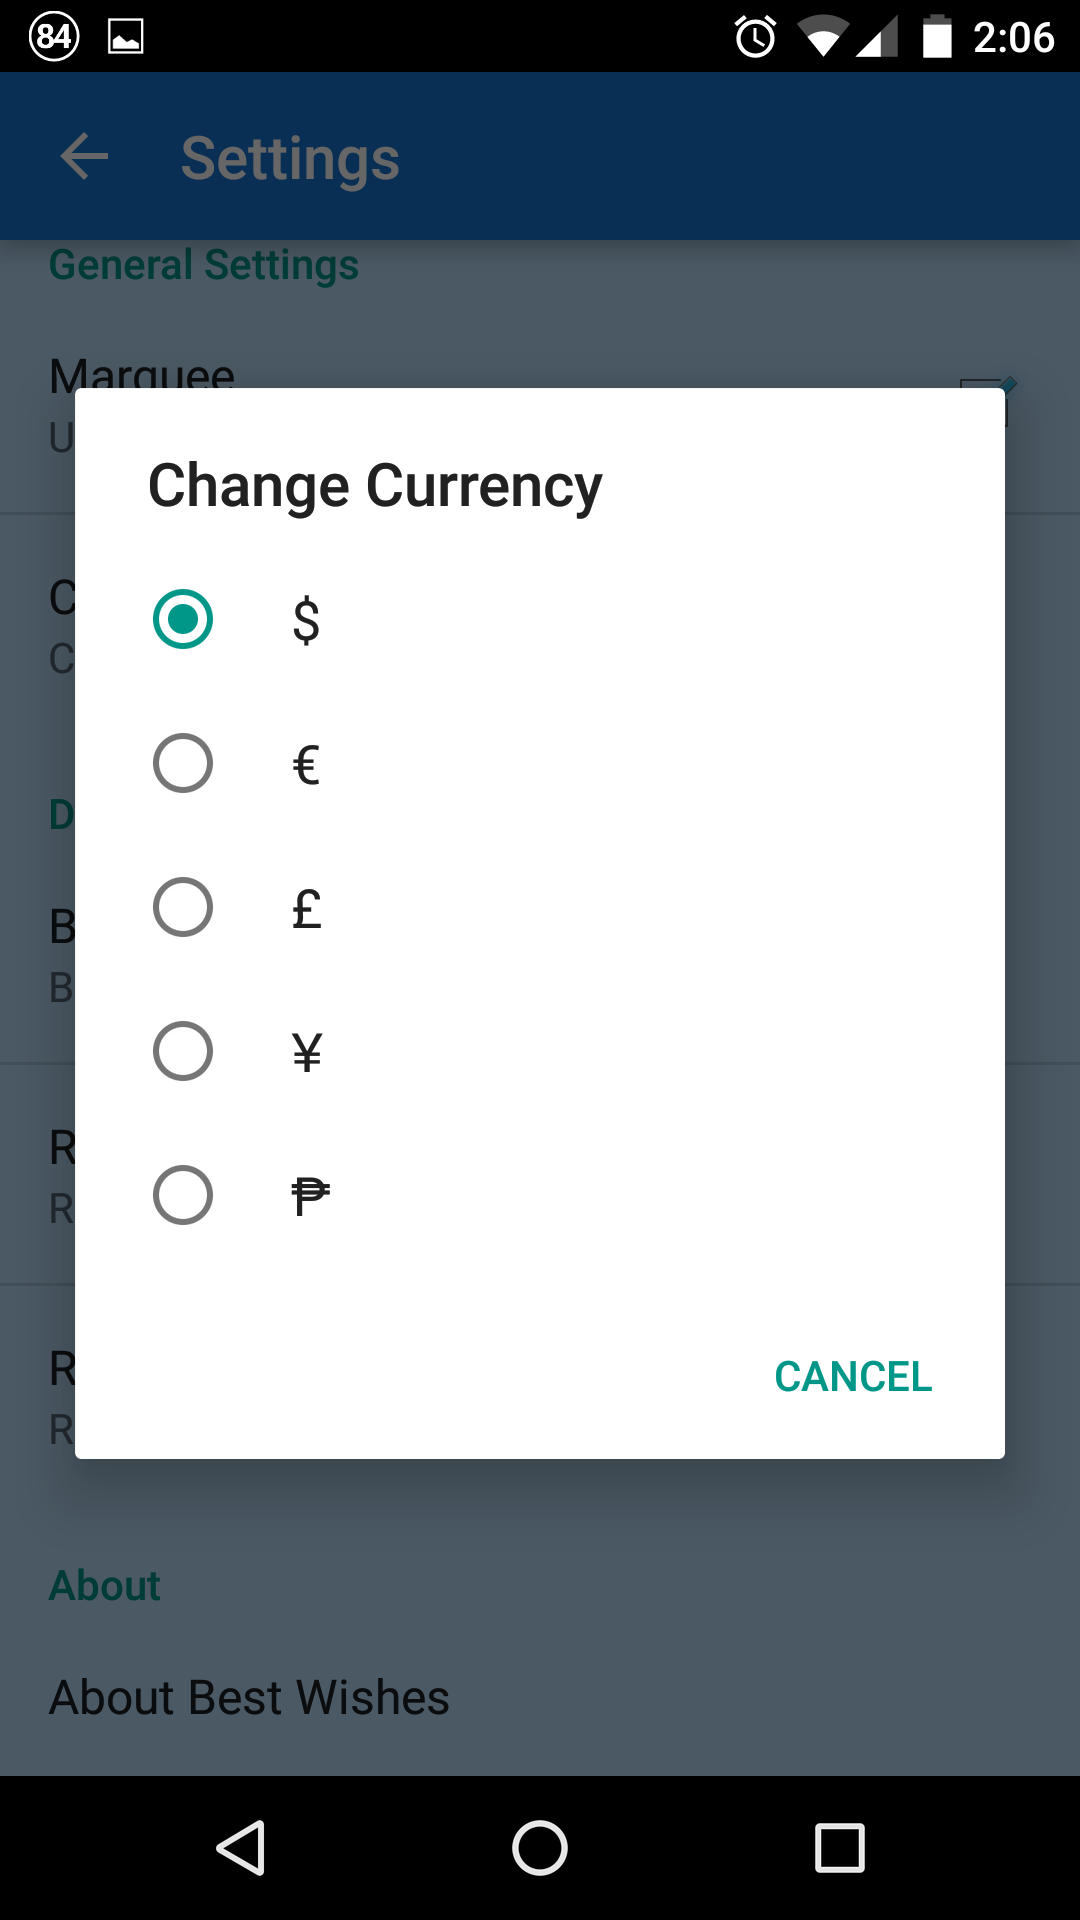 84
2:06
Settings
General Settings
Marquee
U
C
C
D
B
B
R
R
R
R
Change Currency
$
€
£
¥
₱
CANCEL
About
About Best Wishes